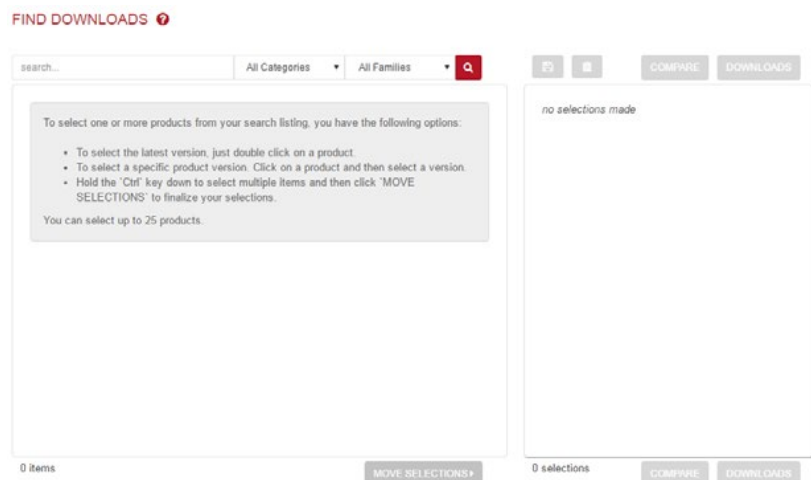 FIND DOWNLOADS ?
search...
All Categories
All Families
COMPARE
DOWNLOADS
To select one or more products from your search listing, you have the following options:
• To select the latest version, just double click on a product.
• To select a specific product version. Click on a product and then select a version.
• Hold the `Ctrl` key down to select multiple items and then click `MOVE
SELECTIONS` to finalize your selections.
You can select up to 25 products.
no selections made
0 items
MOVE SELECTIONS
0 selections
COMPARE
DOWNLOADS